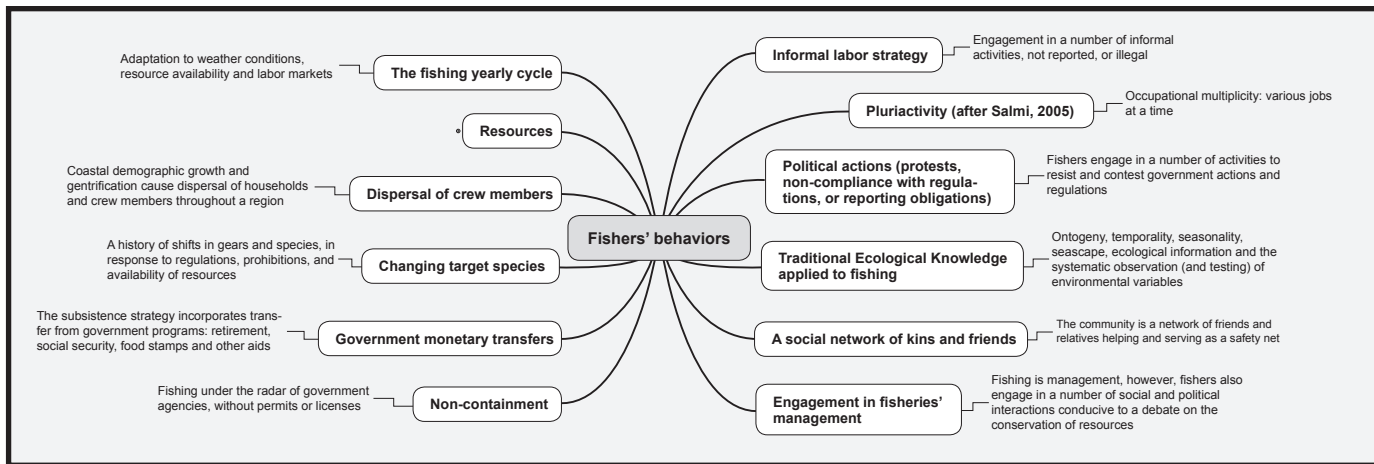 Fishers' behaviors
Adaptation to weather conditions,
resource availability and labor markets
The fishing yearly cycle
Resources
Coastal demographic growth and
gentrification cause dispersal of households
and crew members throughout a region
Dispersal of crew members
A history of shifts in gears and species, in
response to regulations, prohibitions, and
availability of resources
Changing target species
The subsistence strategy incorporates trans-
fer from government programs: retirement,
social security, food stamps and other aids
Government monetary transfers
Fishing under the radar of government
agencies, without permits or licenses
Non-containment
Informal labor strategy
Engagement in a number of informal
activities, not reported, or illegal
Pluriactivity (after Salmi, 2005)
Occupational multiplicity: various jobs
at a time
Political actions (protests,
non-compliance with regula-
tions, or reporting obligations)
Fishers engage in a number of activities to
resist and contest government actions and
regulations
Traditional Ecological Knowledge
applied to fishing
Ontogeny, temporality, seasonality,
seascape, ecological information and the
systematic observation (and testing) of
environmental variables
A social network of kins and friends
The community is a network of friends and
relatives helping and serving as a safety net
Engagement in fisheries'
management
Fishing is management, however, fishers also
engage in a number of social and political
interactions conducive to a debate on the
conservation of resources